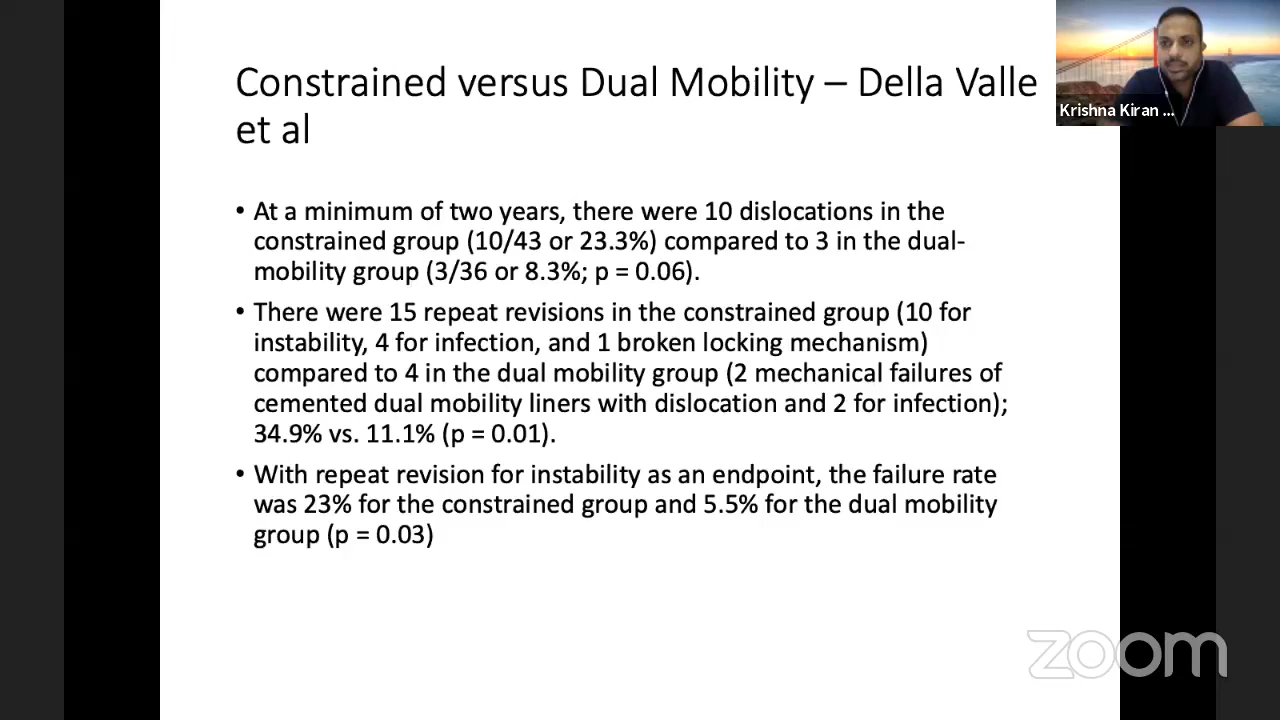 Constrained versus Dual Mobility – Della Valle
et al
Krishna Kiran ...
• At a minimum of two years, there were 10 dislocations in the
constrained group (10/43 or 23.3%) compared to 3 in the dual-
mobility group (3/36 or 8.3%; p = 0.06).
• There were 15 repeat revisions in the constrained group (10 for
instability, 4 for infection, and 1 broken locking mechanism)
compared to 4 in the dual mobility group (2 mechanical failures of
cemented dual mobility liners with dislocation and 2 for infection);
34.9% vs. 11.1% (p = 0.01).
• With repeat revision for instability as an endpoint, the failure rate
was 23% for the constrained group and 5.5% for the dual mobility
group (p = 0.03)
zoom